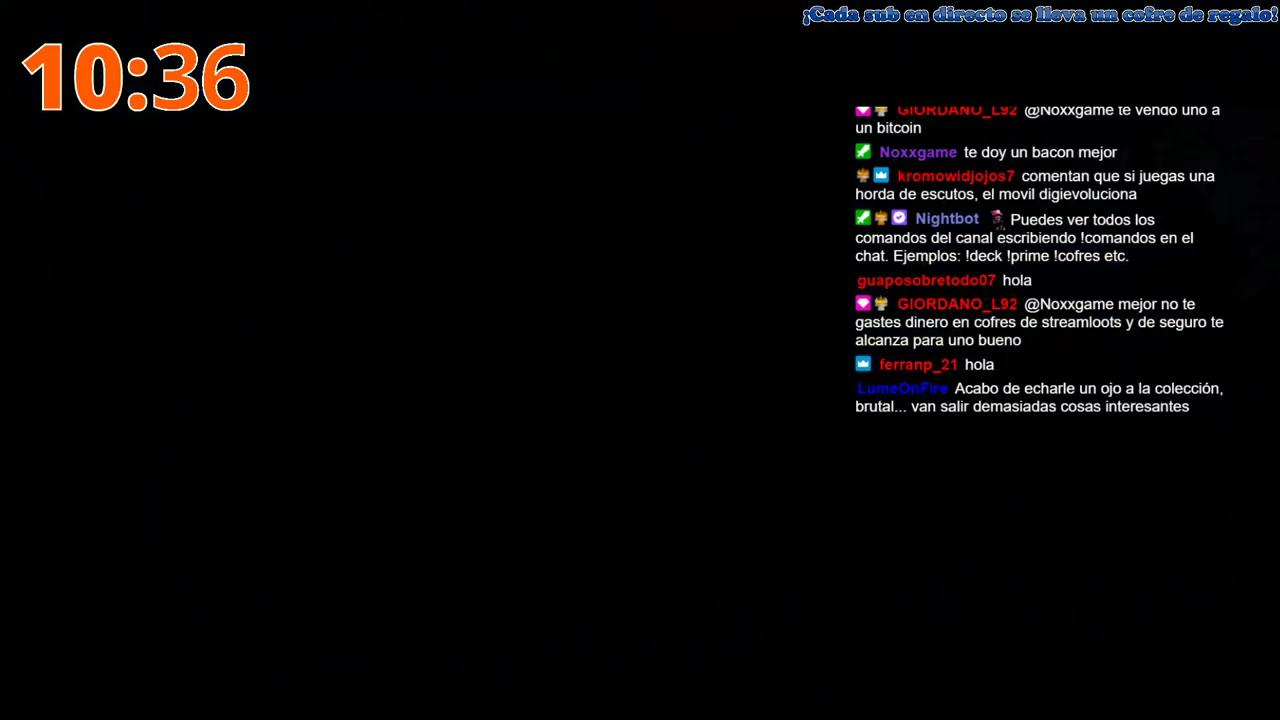 ¡Cada sub en directo se lleva un cofre de regalo!
10:36
GIORDANO_L92 @Noxxgame te vendo uno a
un bitcoin
Noxxgame te doy un bacon mejor
kromowidjojos7 comentan que si juegas una
horda de escutos, el movil digievoluciona
Nightbot Puedes ver todos los
comandos del canal escribiendo !comandos en el
chat. Ejemplos: !deck !prime !cofres etc.
guaposobretodo07 hola
GIORDANO_L92 @Noxxgame mejor no te
gastes dinero en cofres de streamloots y de seguro te
alcanza para uno bueno
ferranp_21 hola
LumeOnFire Acabo de echarle un ojo a la colección,
brutal... van salir demasiadas cosas interesantes